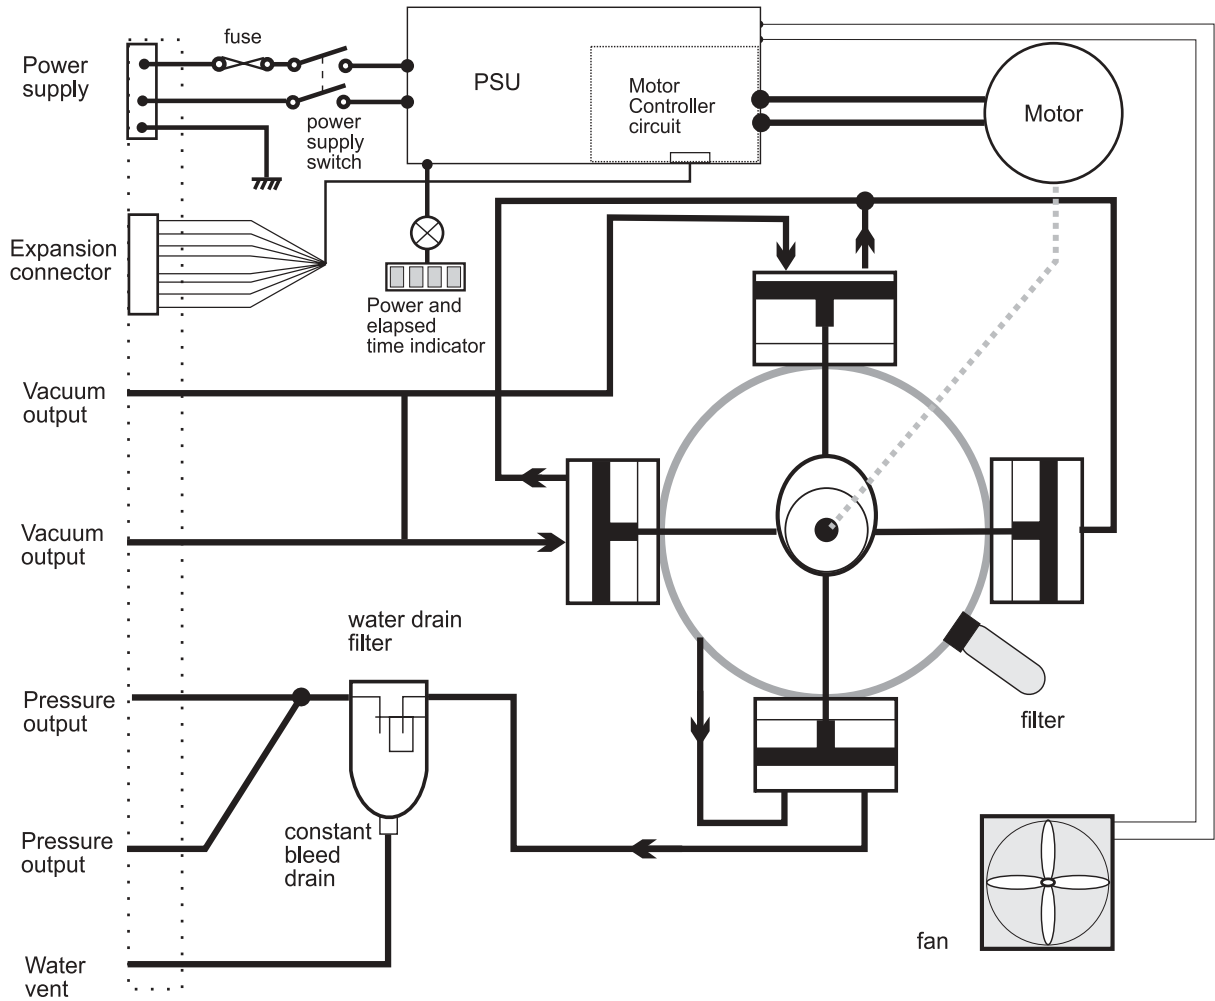 fuse
Power
supply
PSU
Motor
Controller
circuit
Motor
power
supply
switch
Expansion
connector
Power and
elapsed
time indicator
Vacuum
output
Vacuum
output
water drain
filter
Pressure
output
filter
Pressure
output
constant
bleed
drain
fan
Water
vent